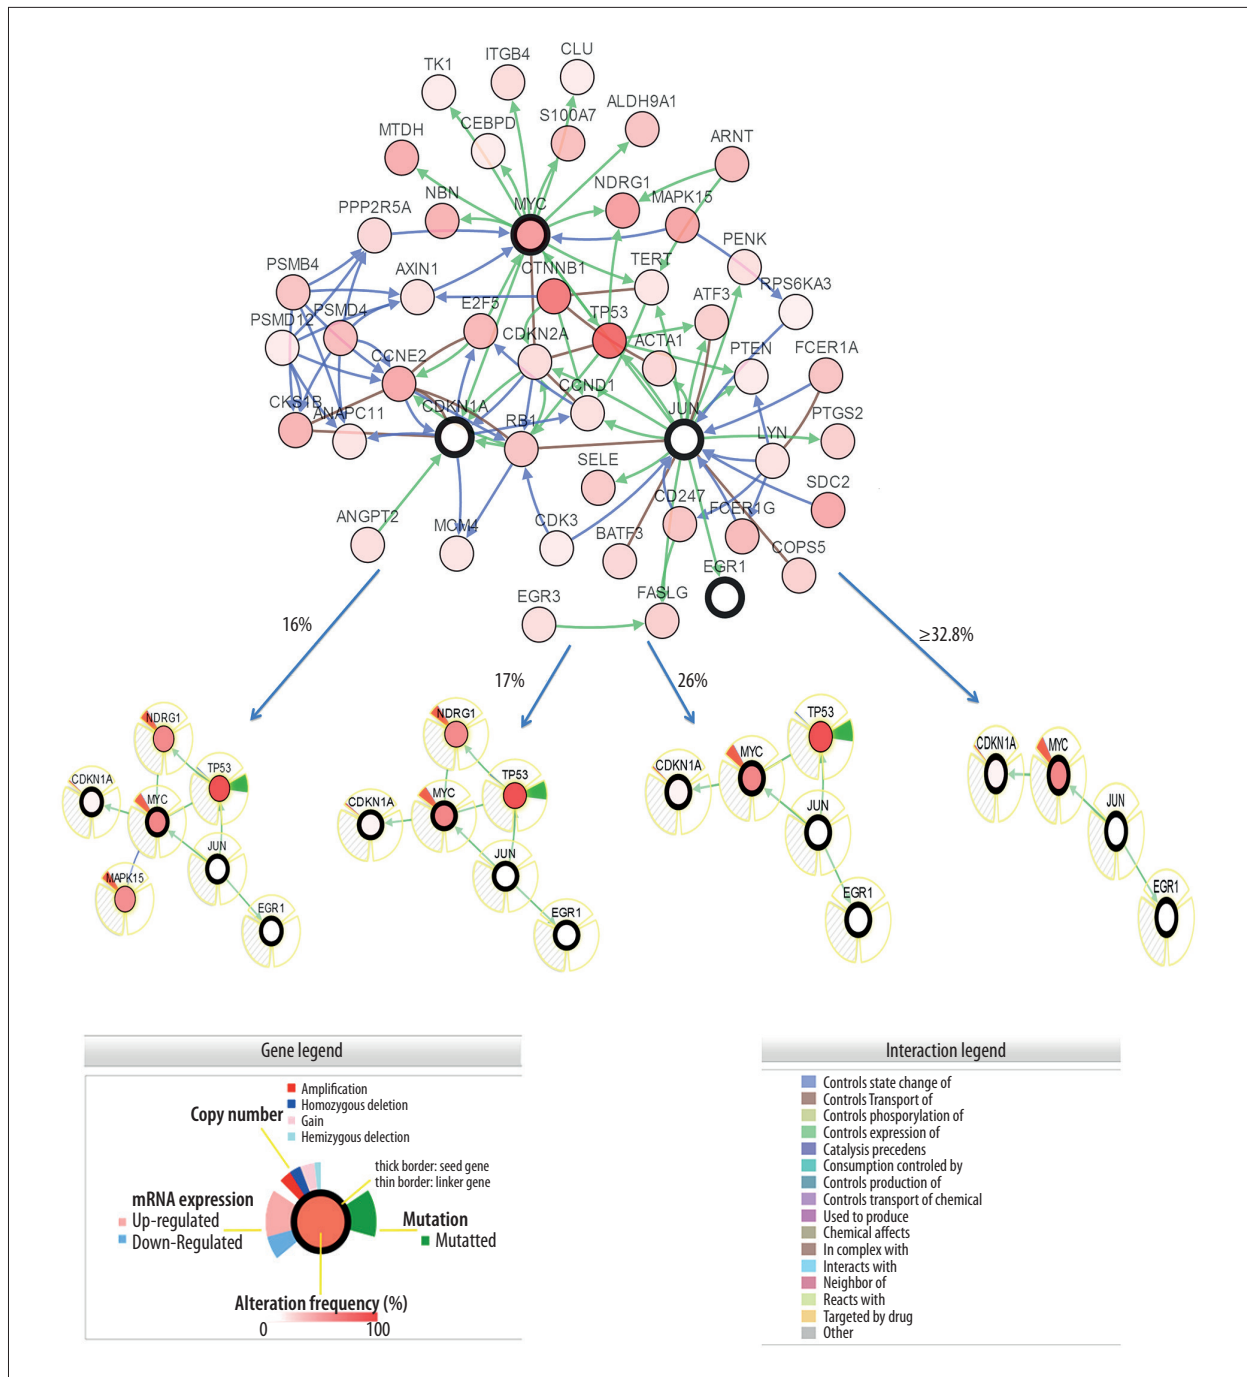 CLU
ITGB4
TK1
ALDH9A1
S100A7
CEBPD
MTDH
ARNT
NDRG1
MAPK15
NBN
MYC
PPP2R5A
PENK
TERT
CTNNB1
AXIN1
PSMB4
RPS6KA3
ATF3
E2F5
PSMD4
TP53
PSMD12
CDKN2A
ACTA1
PTEN
FCER1A
CCNE2
CCND1
CKS1B
ANAPC11
CDKN1A
JUN
PTGS2
RB1
LYN
SELE
SDC2
CD247
FCER1G
ANGPT2
MCM4
CDK3
BATF3
COPS5
EGR1
EGR3
FASLG
16%
17%
26%
≥32.8%
NDRG1
CDKN1A
TP53
MYC
JUN
MAPK15
EGR1
NDRG1
TP53
CDKN1A
MYC
JUN
EGR1
TP53
MYC
CDKN1A
JUN
EGR1
CDKN1A
MYC
JUN
EGR1
Gene legend
Amplification
Homozygous deletion
Copy number
Gain
Hemizygous delection
thick border: seed gene
thin border: linker gene
mRNA expression
Up-regulated
Down-Regulated
Mutation
Mutatted
Alteration frequency (%)
0 100
Interaction legend
Controls state change of
Controls Transport of
Controls phosporylation of
Controls expression of
Catalysis precedens
Consumption controled by
Controls production of
Controls transport of chemical
Used to produce
Chemical affects
In complex with
Interacts with
Neighbor of
Reacts with
Targeted by drug
Other